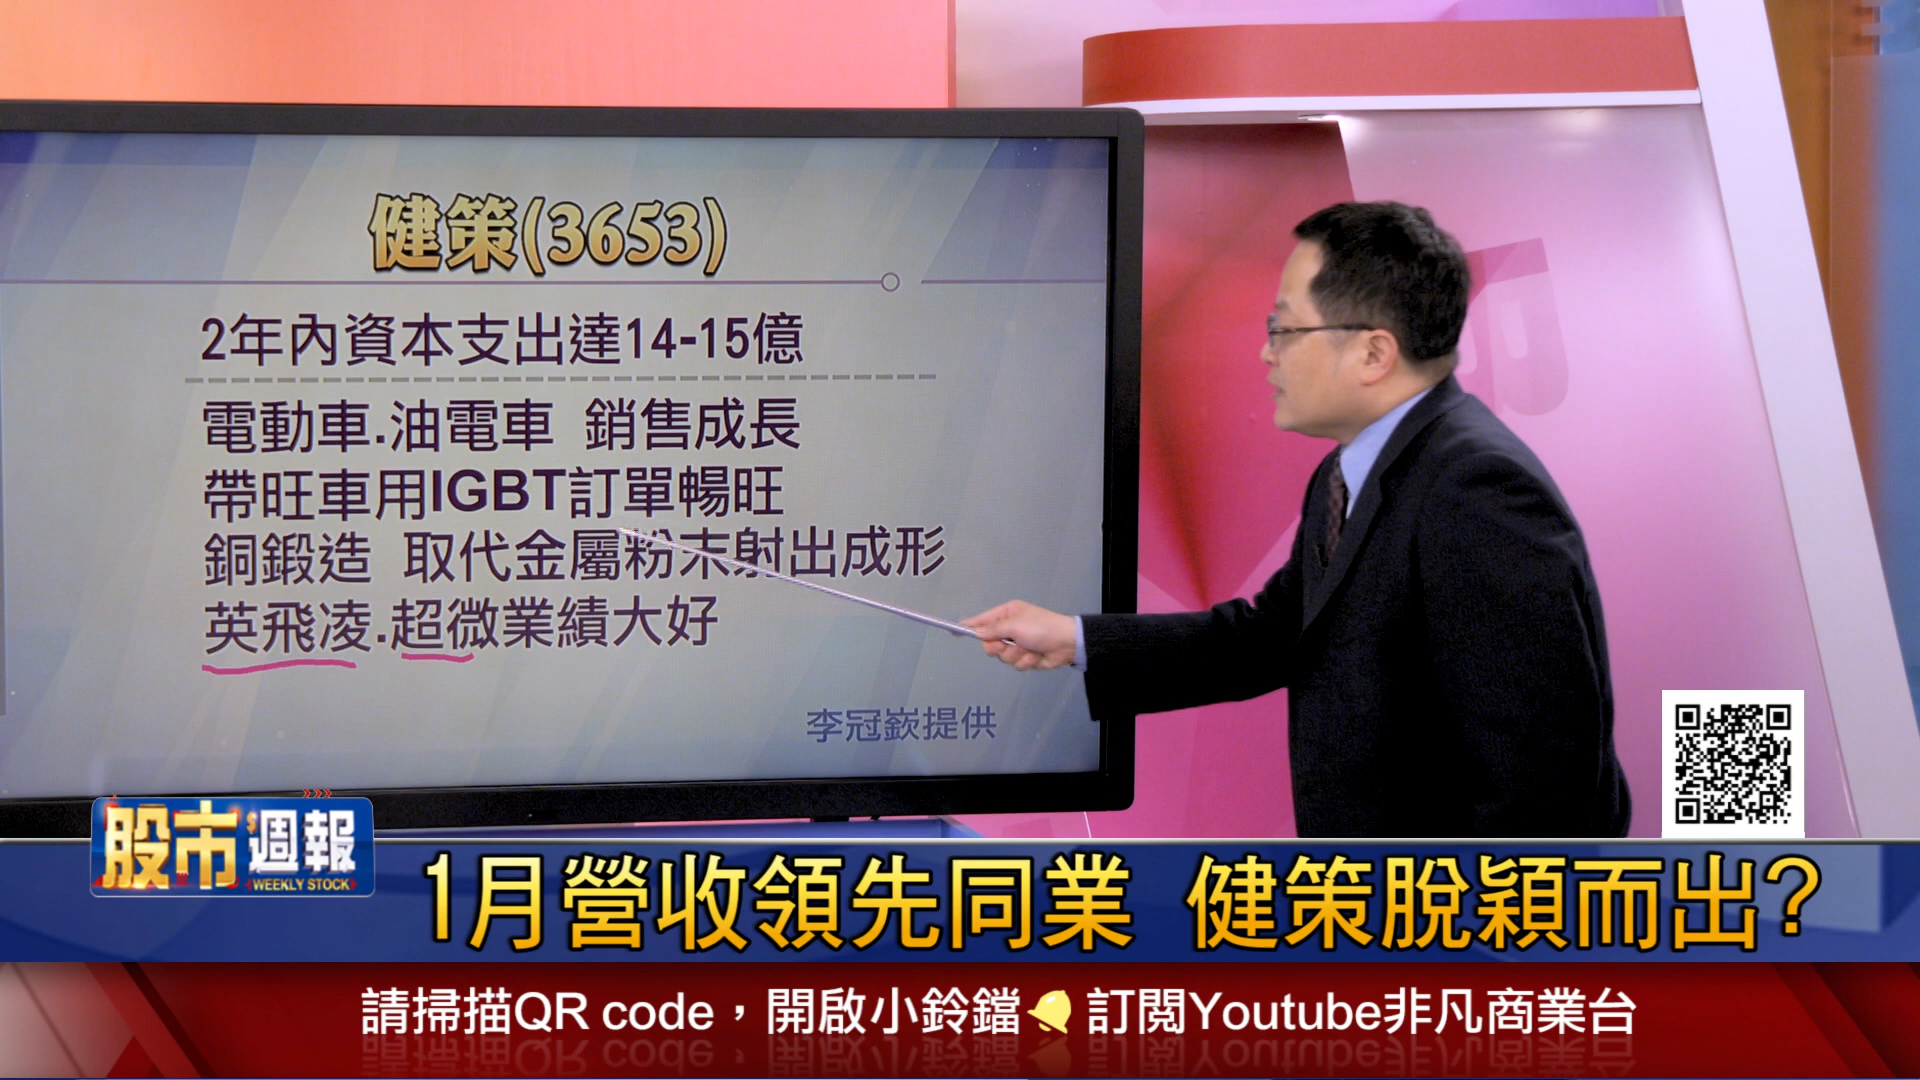 健策(3653)
2年內資本支出達14-15億
電動車.油電車 銷售成長
帶旺車用IGBT訂單暢旺
銅鍛造 取代金屬粉末射出成形
英飛凌.超微業績大好
李冠嶔提供
股市週報
WEEKLY STOCK
1月營收領先同業 健策脫穎而出?
請掃描QR code，開啟小鈴鐺🔔訂閱Youtube非凡商業台